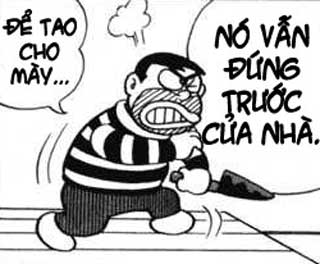 ĐỂ TAO
CHO
MÀY...
NÓ VẪN
ĐỨNG
TRƯỚC
CỬA NHÀ.